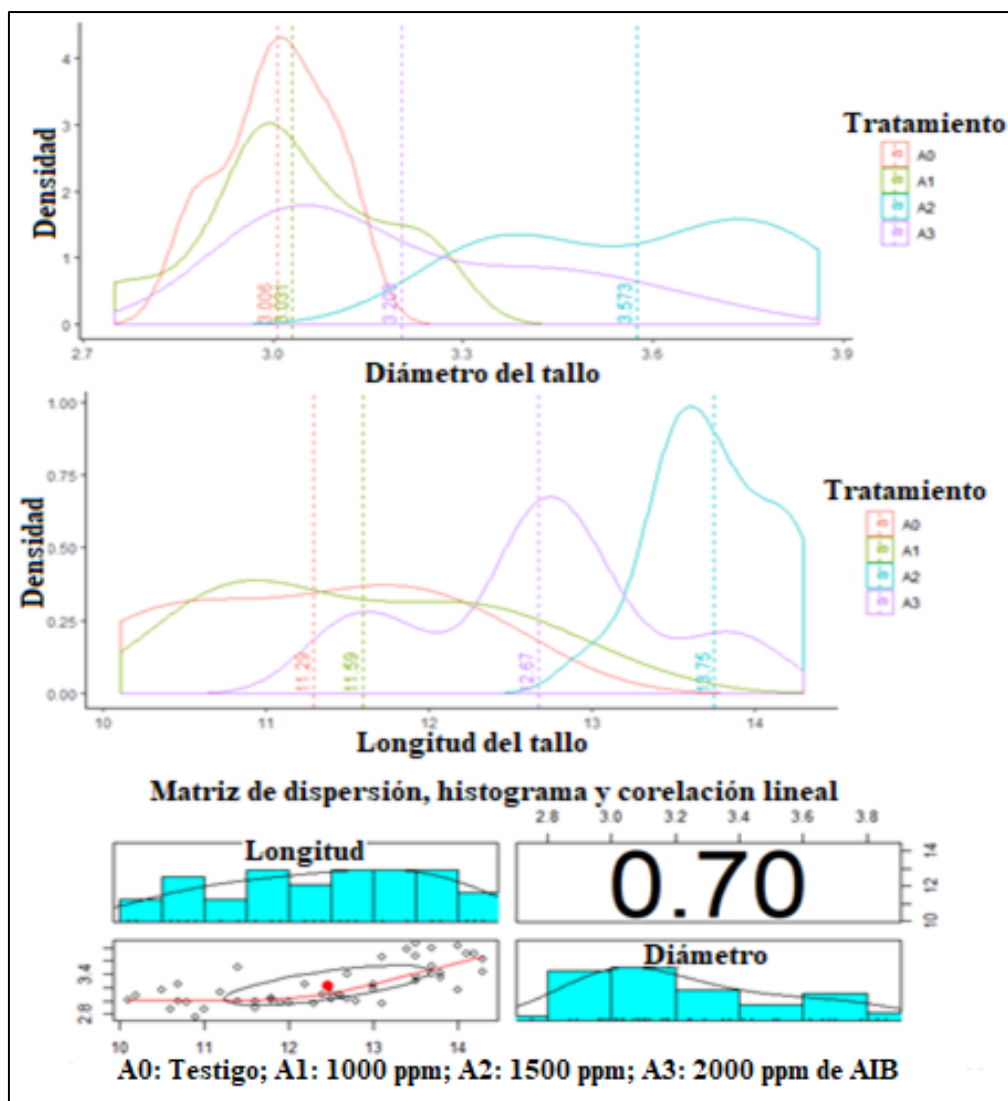 4
3
2
1
0
Densidad
3.006
3.031
3.573
2.7 3.0 3.3 3.6 3.9
Diámetro del tallo
Tratamiento
a A0
a A1
a A2
a A3
1.00
0.75
0.50
0.25
0.00
Densidad
11.29
11.59
12.67
13.75
10 11 12 13 14
Longitud del tallo
Tratamiento
a A0
a A1
a A2
a A3
Matriz de dispersión, histograma y corelación lineal
2.8 3.0 3.2 3.4 3.6 3.8
Longitud
0.70
10 12 14
2.8 3.4
Diámetro
10 11 12 13 14
A0: Testigo; A1: 1000 ppm; A2: 1500 ppm; A3: 2000 ppm de AIB